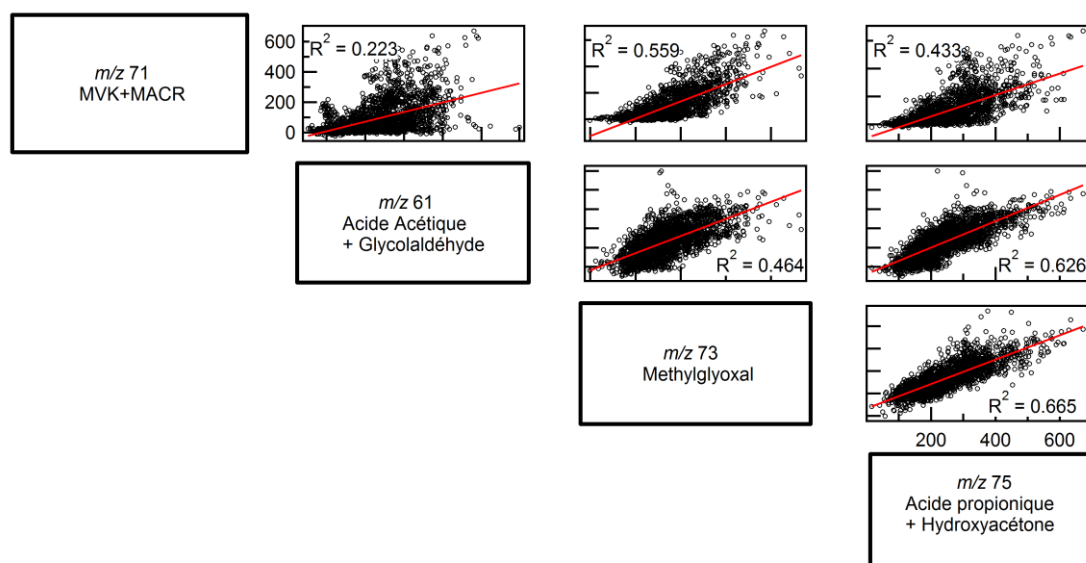 600
400
200
0
R² = 0.223
R² = 0.559
R² = 0.433
m/z 71
MVK+MACR
m/z 61
Acide Acétique
+ Glycolaldéhyde
R² = 0.464
R² = 0.626
m/z 73
Methylglyoxal
R² = 0.665
200 400 600
m/z 75
Acide propionique
+ Hydroxyacétone